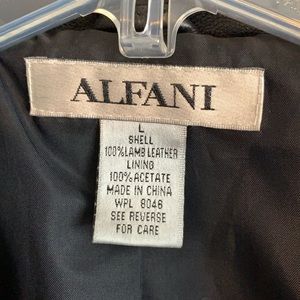 ALFANI
L
SHELL
100%LAMB LEATHER
LINING
100%ACETATE
MADE IN CHINA
WPL 8046
SEE REVERSE
FOR CARE